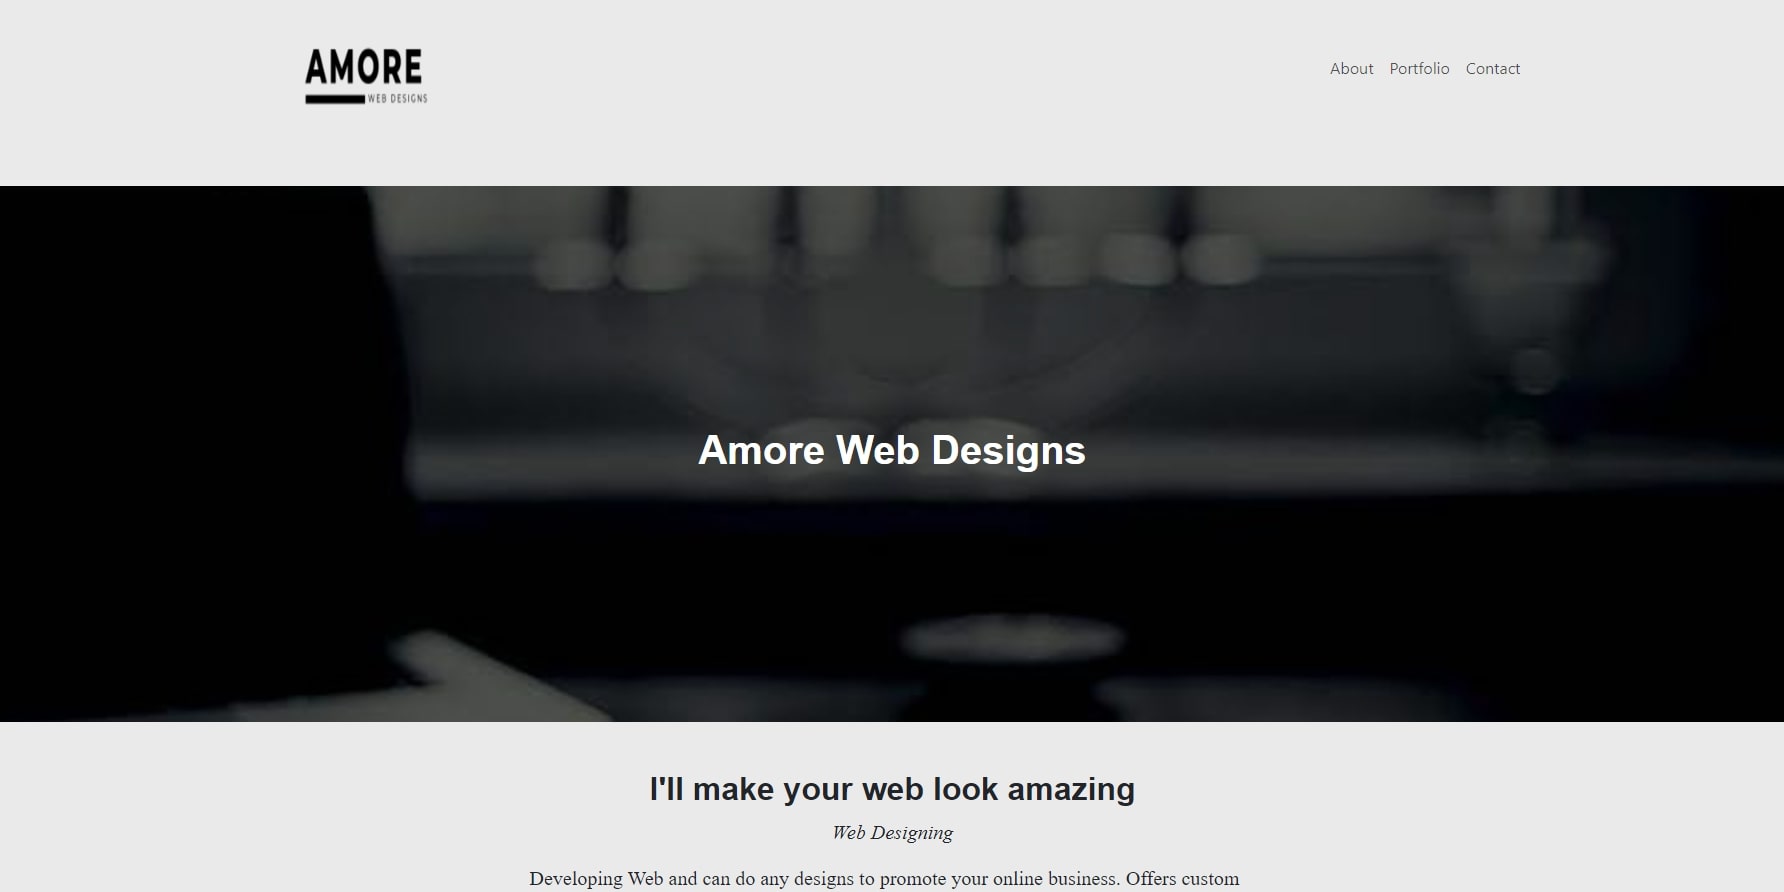 AMORE
WEB DESIGNS
About Portfolio Contact
Amore Web Designs
I'll make your web look amazing
Web Designing
Developing Web and can do any designs to promote your online business. Offers custom